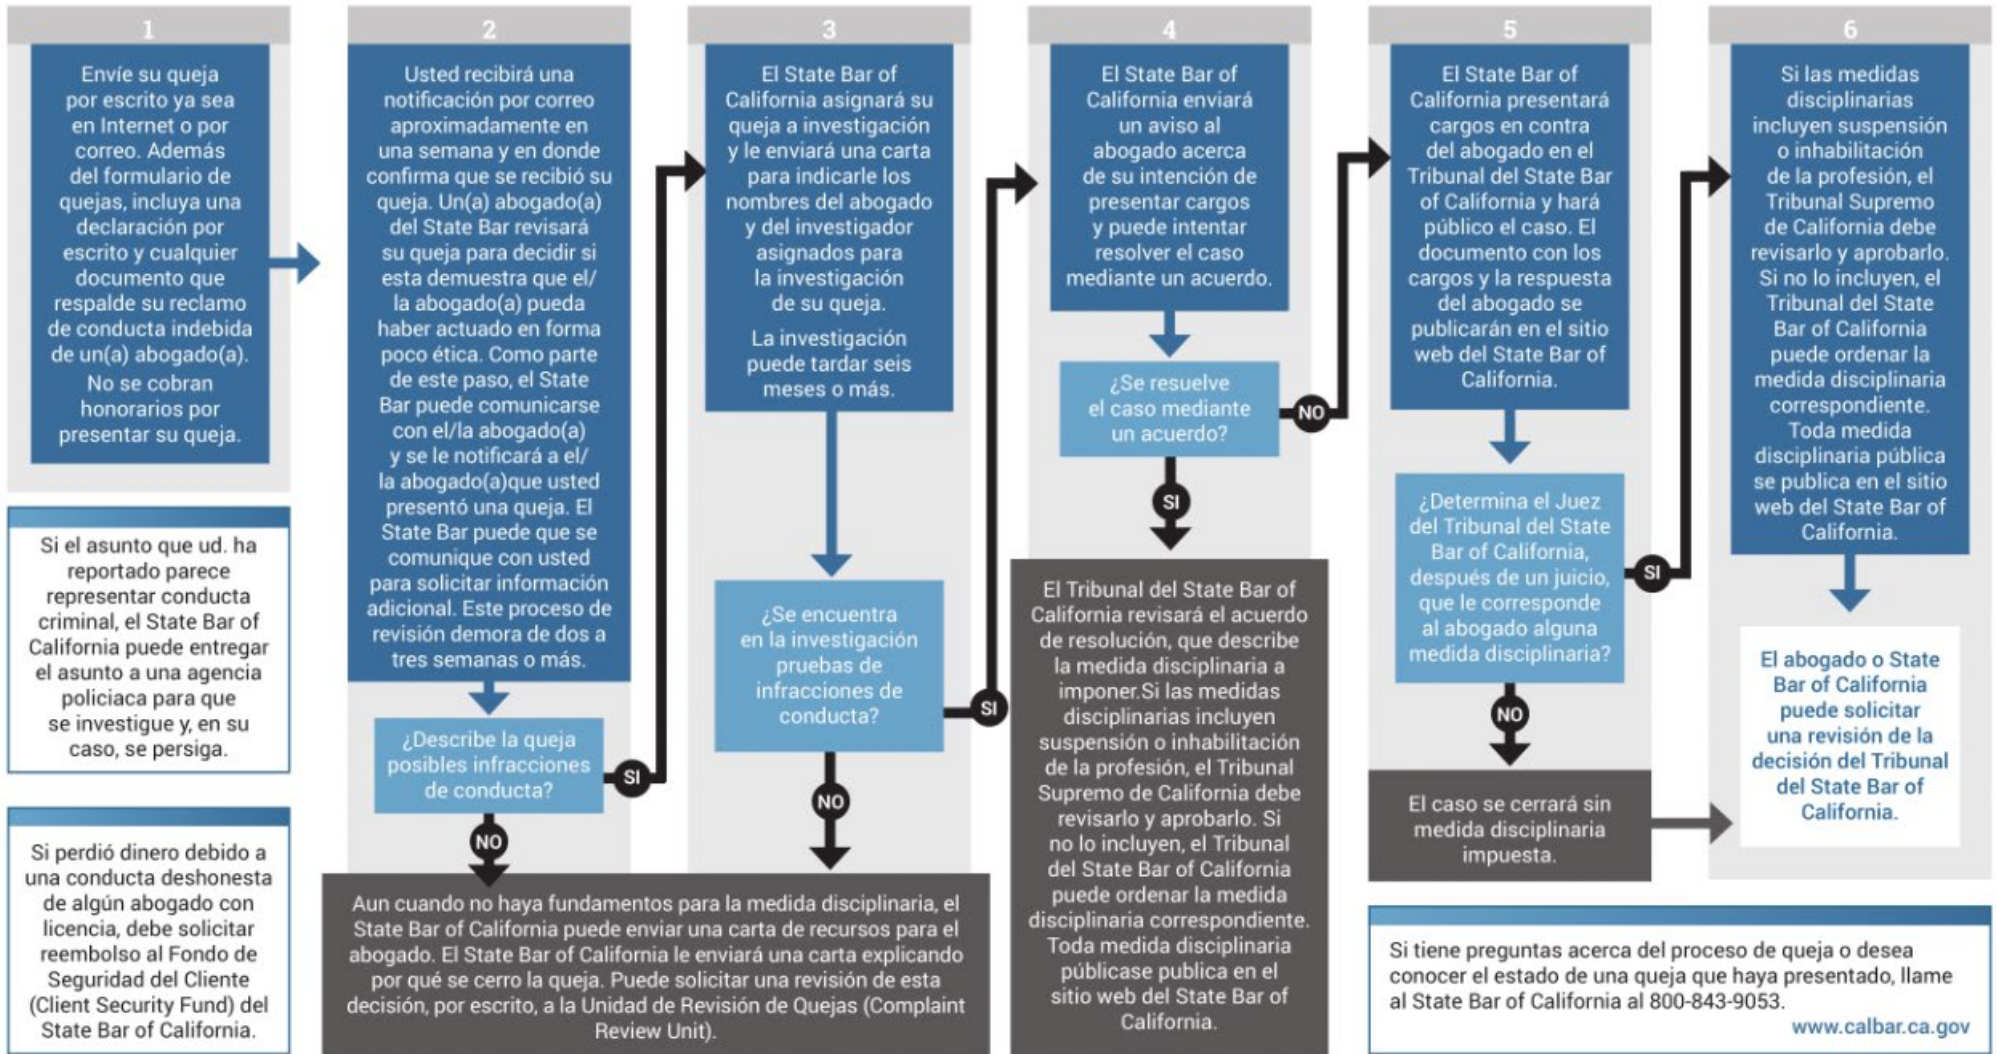 1
Envíe su queja
por escrito ya sea
en Internet o por
correo. Además
del formulario de
quejas, incluya una
declaración por
escrito y cualquier
documento que
respalde su reclamo
de conducta indebida
de un(a) abogado(a).
No se cobran
honorarios por
presentar su queja.
Si el asunto que ud. ha
reportado parece
representar conducta
criminal, el State Bar of
California puede entregar
el asunto a una agencia
policiaca para que
se investigue y, en su
caso, se persiga.
Si perdió dinero debido a
una conducta deshonesta
de algún abogado con
licencia, debe solicitar
reembolso al Fondo de
Seguridad del Cliente
(Client Security Fund) del
State Bar of California.
2
Usted recibirá una
notificación por correo
aproximadamente en
una semana y en donde
confirma que se recibió su
queja. Un(a) abogado(a)
del State Bar revisará
su queja para decidir si
esta demuestra que el/
la abogado(a) pueda
haber actuado en forma
poco ética. Como parte
de este paso, el State
Bar puede comunicarse
con el/la abogado(a)
y se le notificará a el/
la abogado(a)que usted
presentó una queja. El
State Bar puede que se
comunique con usted
para solicitar información
adicional. Este proceso de
revisión demora de dos a
tres semanas o más.
¿Describe la queja
posibles infracciones
de conducta?
SI
NO
3
El State Bar of
California asignará su
queja a investigación
y le enviará una carta
para indicarle los
nombres del abogado
y del investigador
asignados para
la investigación
de su queja.
La investigación
puede tardar seis
meses o más.
¿Se encuentra
en la investigación
pruebas de
infracciones de
conducta?
SI
NO
Aun cuando no haya fundamentos para la medida disciplinaria, el
State Bar of California puede enviar una carta de recursos para el
abogado. El State Bar of California le enviará una carta explicando
por qué se cerro la queja. Puede solicitar una revisión de esta
decisión, por escrito, a la Unidad de Revisión de Quejas (Complaint
Review Unit).
4
El State Bar of
California enviará
un aviso al
abogado acerca
de su intención de
presentar cargos
y puede intentar
resolver el caso
mediante un acuerdo.
¿Se resuelve
el caso mediante
un acuerdo?
NO
SI
El Tribunal del State Bar of
California revisará el acuerdo
de resolución, que describe
la medida disciplinaria a
imponer.Si las medidas
disciplinarias incluyen
suspensión o inhabilitación
de la profesión, el Tribunal
Supremo de California debe
revisarlo y aprobarlo. Si
no lo incluyen, el Tribunal
del State Bar of California
puede ordenar la medida
disciplinaria correspondiente.
Toda medida disciplinaria
públicase publica en el
sitio web del State Bar of
California.
5
El State Bar of
California presentará
cargos en contra
del abogado en el
Tribunal del State Bar
of California y hará
público el caso. El
documento con los
cargos y la respuesta
del abogado se
publicarán en el sitio
web del State Bar of
California.
¿Determina el Juez
del Tribunal del State
Bar of California,
después de un juicio,
que le corresponde
al abogado alguna
medida disciplinaria?
SI
NO
El caso se cerrará sin
medida disciplinaria
impuesta.
6
Si las medidas
disciplinarias
incluyen suspensión
o inhabilitación
de la profesión, el
Tribunal Supremo
de California debe
revisarlo y aprobarlo.
Si no lo incluyen, el
Tribunal del State
Bar of California
puede ordenar la
medida disciplinaria
correspondiente.
Toda medida
disciplinaria pública
se publica en el sitio
web del State Bar of
California.
El abogado o State
Bar of California
puede solicitar
una revisión de la
decisión del Tribunal
del State Bar of
California.
Si tiene preguntas acerca del proceso de queja o desea
conocer el estado de una queja que haya presentado, llame
al State Bar of California al 800-843-9053.
www.calbar.ca.gov